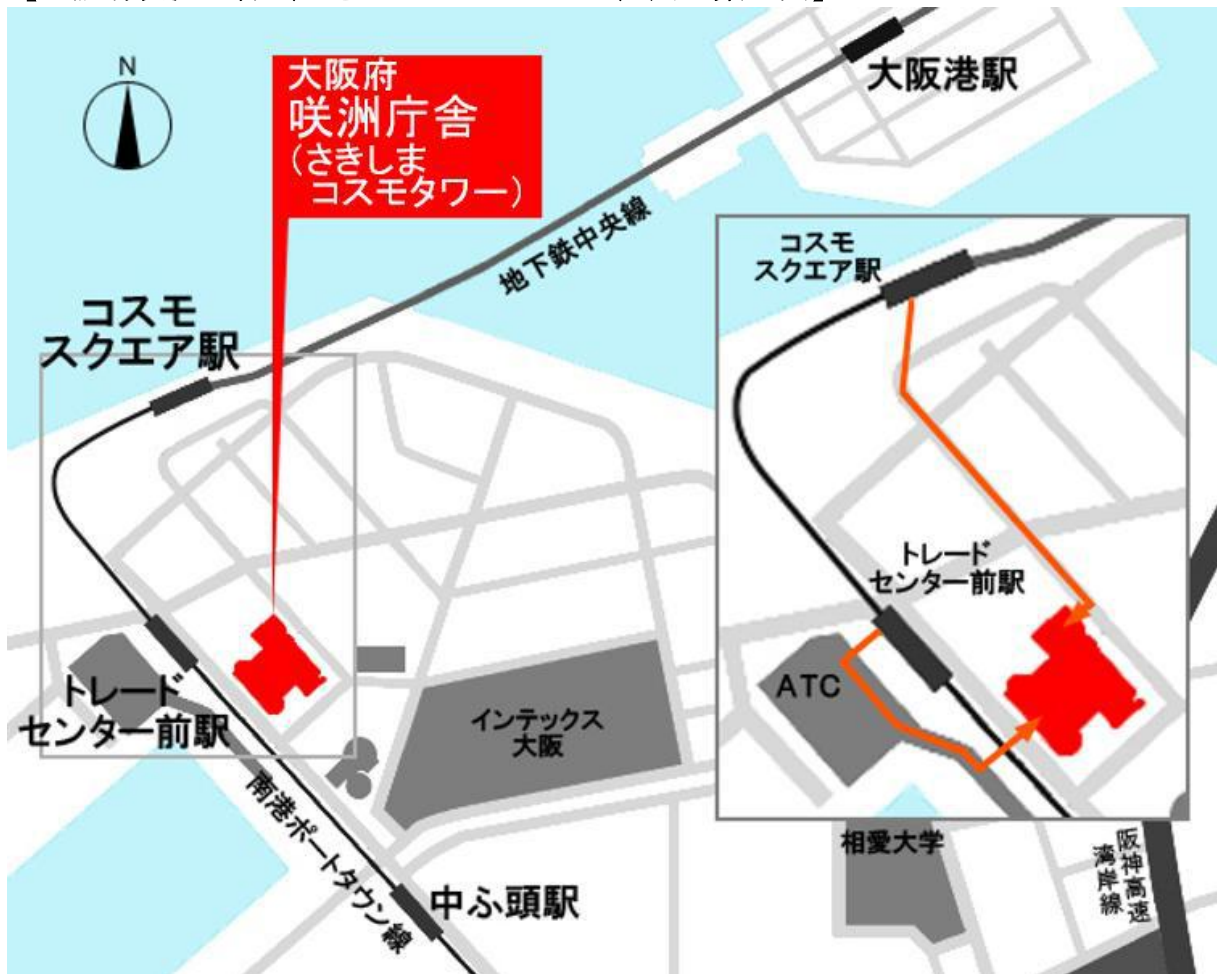 N
大阪府
咲洲庁舎
(さきしま
コスモタワー)
大阪港駅
地下鉄中央線
コスモ
スクエア駅
トレード
センター前駅
インテックス
大阪
南港ポートタウン線
中ふ頭駅
コスモ
スクエア駅
トレード
センター前駅
ATC
相愛大学
阪神高速
湾岸線